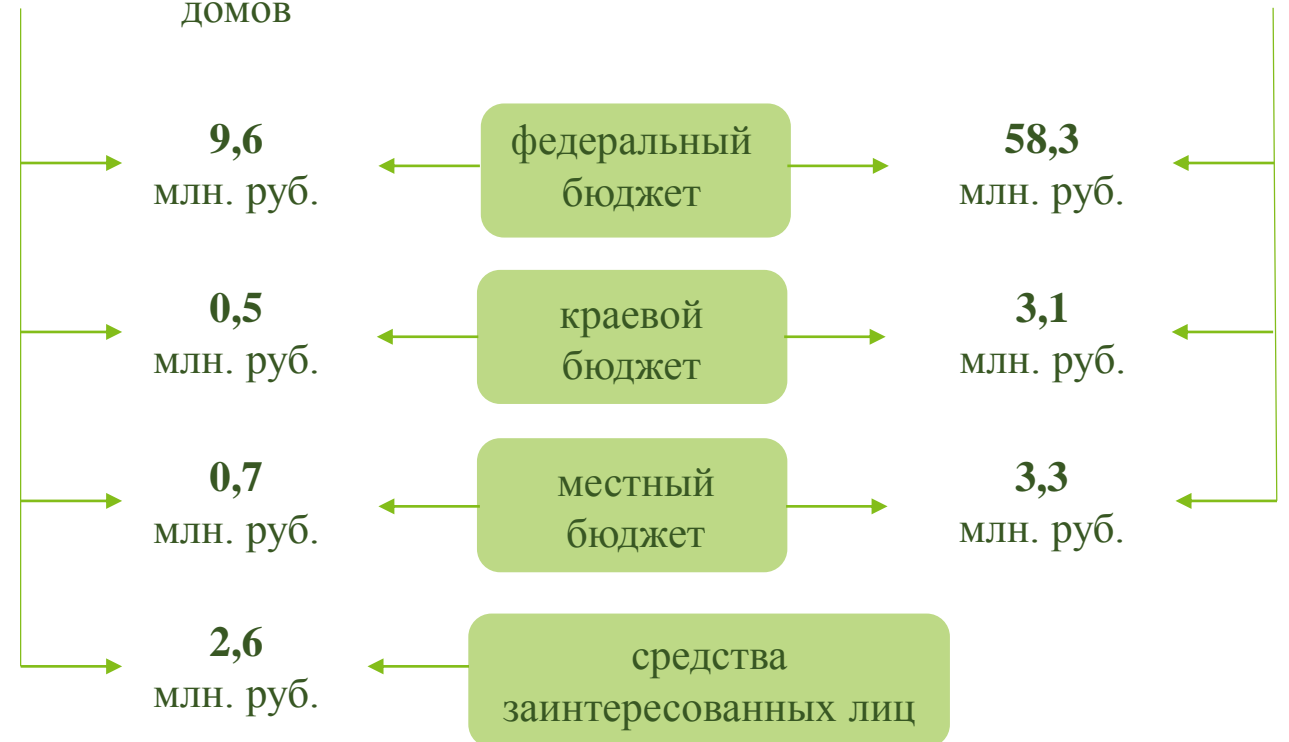 домов
9,6
млн. руб.
федеральный
бюджет
58,3
млн. руб.
0,5
млн. руб.
краевой
бюджет
3,1
млн. руб.
0,7
млн. руб.
местный
бюджет
3,3
млн. руб.
2,6
млн. руб.
средства
заинтересованных лиц